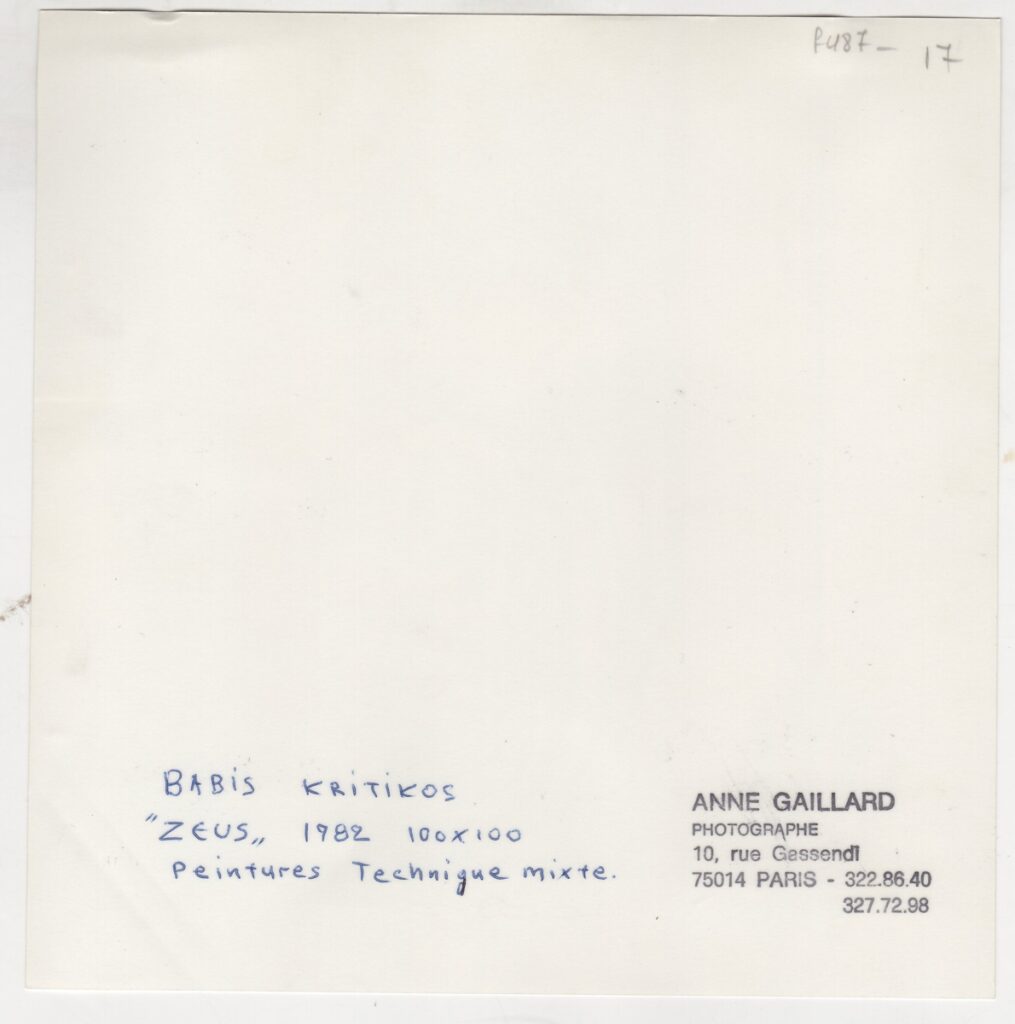 P487 - 17
BABIS KRITIKOS
"ZEUS„ 1982 100x100
Peintures Technique mixte.
ANNE GAILLARD
PHOTOGRAPHE
10, rue Gassendi
75014 PARIS - 322.86.40
327.72.98